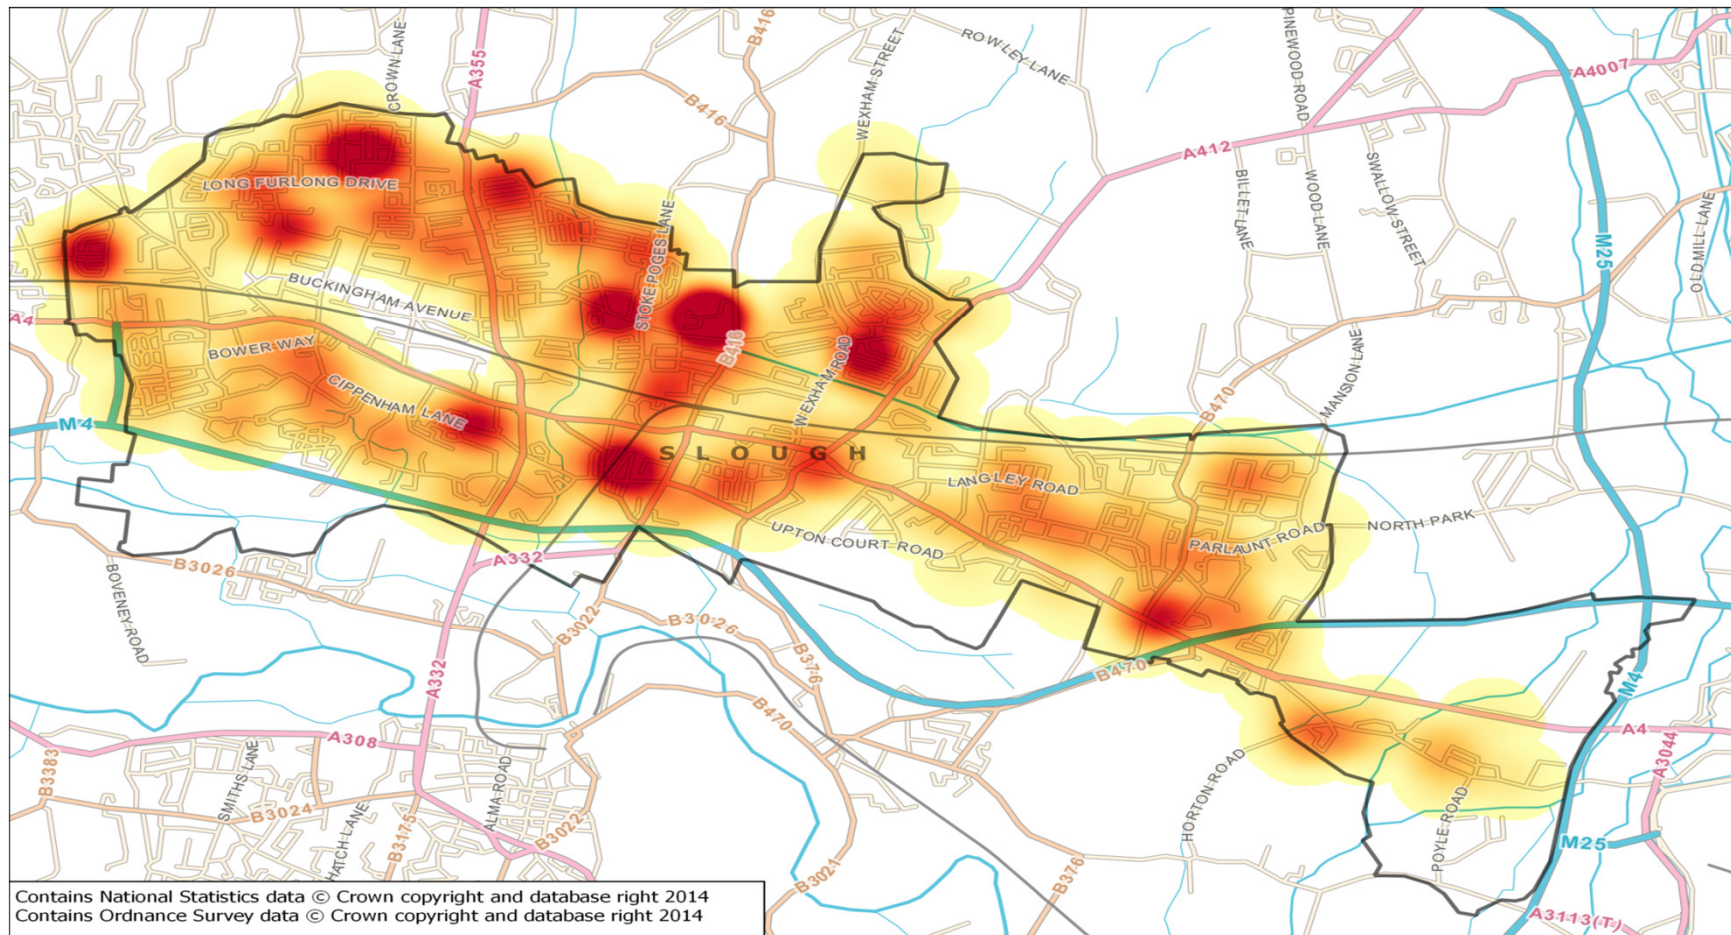 B416
CROWN LANE
A355
WEXHAM STREET
ROWLEY LANE
PINEWOOD ROAD
A4007
B416
A412
BILLET LANE
WOOD LANE
SWALLOW STREET
OLD MILL LANE
LONG FURLONG DRIVE
STOKE POGES LANE
M25
BUCKINGHAM AVENUE
A4
BOWER WAY
B416
WEXHAM ROAD
MANSION LANE
CIPPENHAM LANE
B470
M4
SLOUGH
LANGLEY ROAD
UPTON COURT ROAD
PARLAUNT ROAD
NORTH PARK
A332
B3026
BOVENEY ROAD
B3022
B3026
B376
B470
A332
M4
B470
A308
A4
B3383
SMITHS LANE
ALMA ROAD
A3044
HORTON ROAD
POYLE ROAD
B3024
HATCH LANE
B3175
B3022
M25
B3021
B376
A3113(T)
Contains National Statistics data © Crown copyright and database right 2014
Contains Ordnance Survey data © Crown copyright and database right 2014